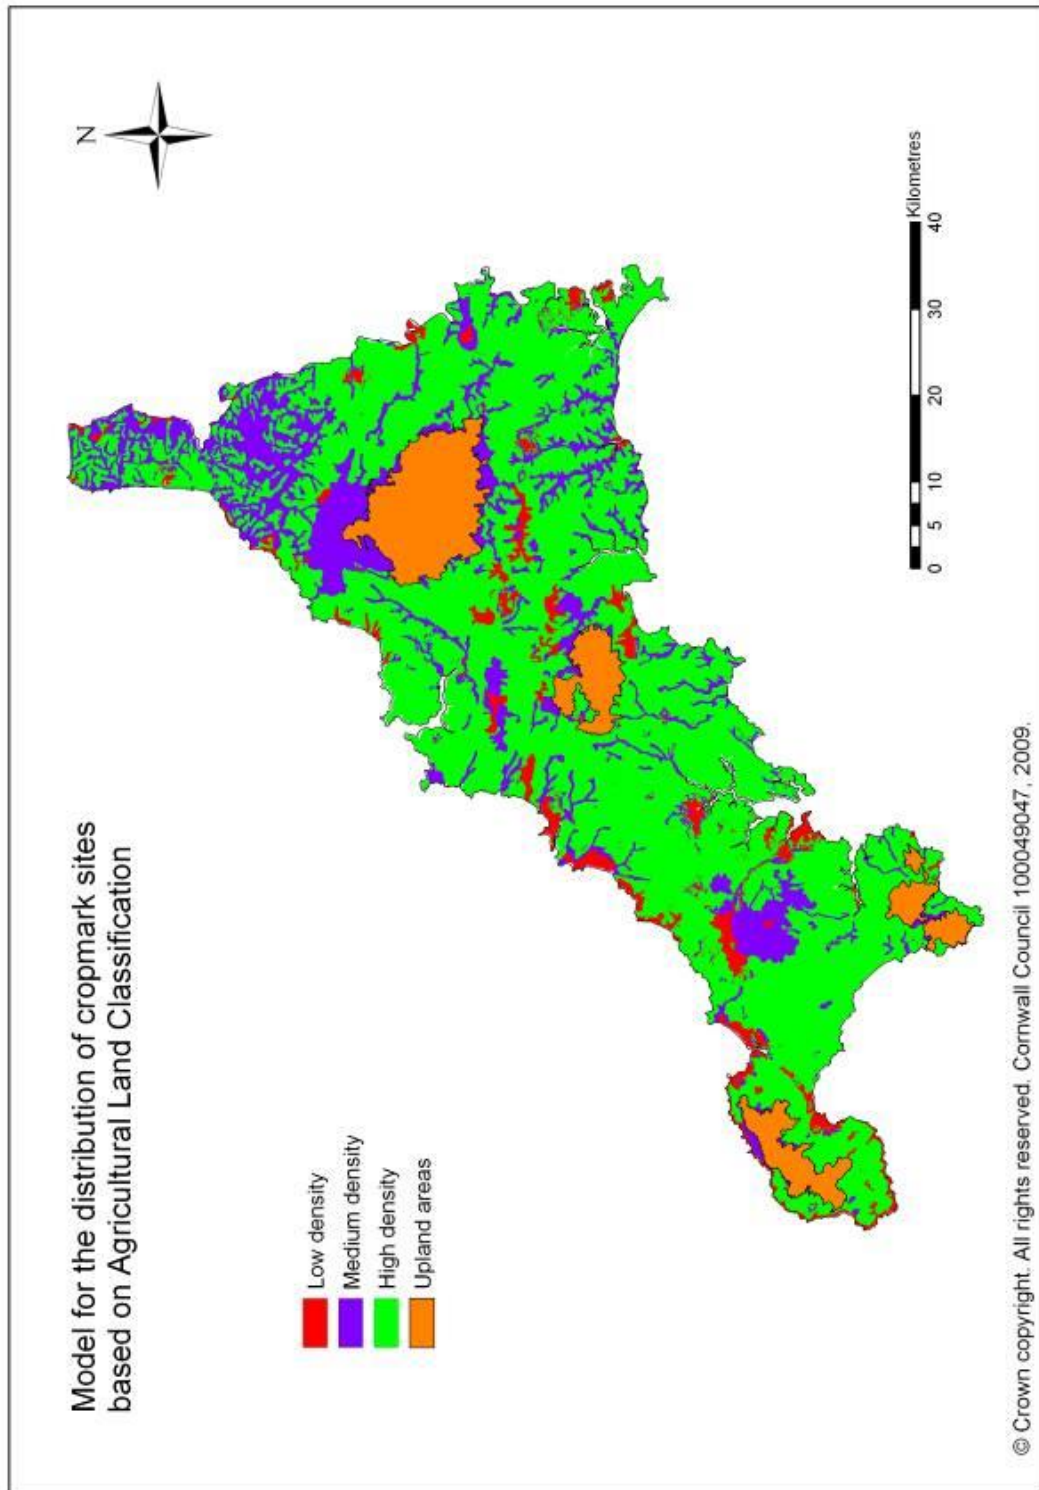 Model for the distribution of cropmark sites
based on Agricultural Land Classification
N
Low density
Medium density
High density
Upland areas
Kilometres
0 5 10 20 30 40
© Crown copyright. All rights reserved. Cornwall Council 100049047, 2009.